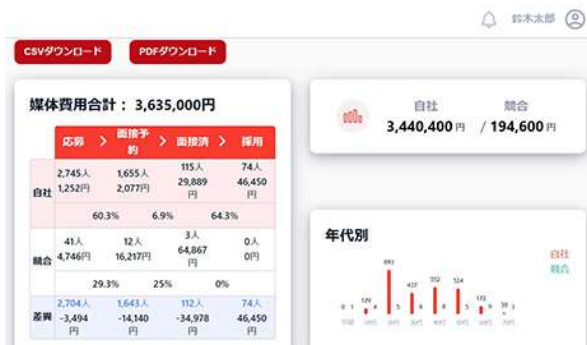 鈴木太郎
CSVダウンロード
PDFダウンロード
媒体費用合計： 3,635,000円
応募 > 面接予約 > 面接済 > 採用
自社
2,745人 1,655人 115人 74人
1,252円 2,077円 29,889円 46,450円
60.3% 6.9% 64.3%
競合
41人 12人 3人 0人
4,746円 16,217円 64,867円 0円
29.3% 25% 0%
差異
2,704人 1,643人 112人 74人
-3,494円 -14,140円 -34,978円 46,450円
自社 競合
3,440,400 円 / 194,600 円
年代別
自社
競合
893
437
524